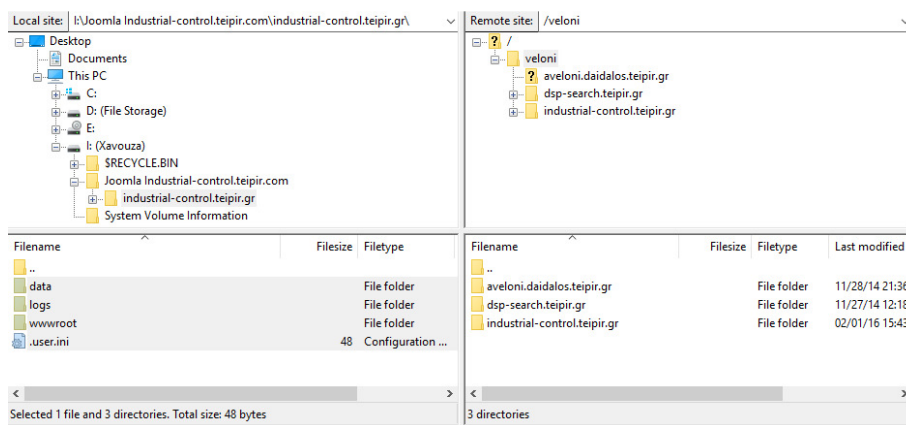 Local site: I:\Joomla Industrial-control.teipir.com\industrial-control.teipir.gr\
Desktop
Documents
This PC
C:
D: (File Storage)
E:
I: (Xavouza)
$RECYCLE.BIN
Joomla Industrial-control.teipir.com
industrial-control.teipir.gr
System Volume Information
Filename Filesize Filetype
..
data File folder
logs File folder
wwwroot File folder
.user.ini 48 Configuration ...
Selected 1 file and 3 directories. Total size: 48 bytes
Remote site: /veloni
/
veloni
aveloni.daidalos.teipir.gr
dsp-search.teipir.gr
industrial-control.teipir.gr
Filename Filesize Filetype Last modified
..
aveloni.daidalos.teipir.gr File folder 11/28/14 21:36
dsp-search.teipir.gr File folder 11/27/14 12:18
industrial-control.teipir.gr File folder 02/01/16 15:43
3 directories